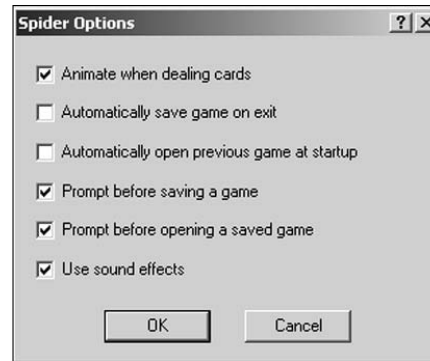 Spider Options
Animate when dealing cards
Automatically save game on exit
Automatically open previous game at startup
Prompt before saving a game
Prompt before opening a saved game
Use sound effects
OK Cancel